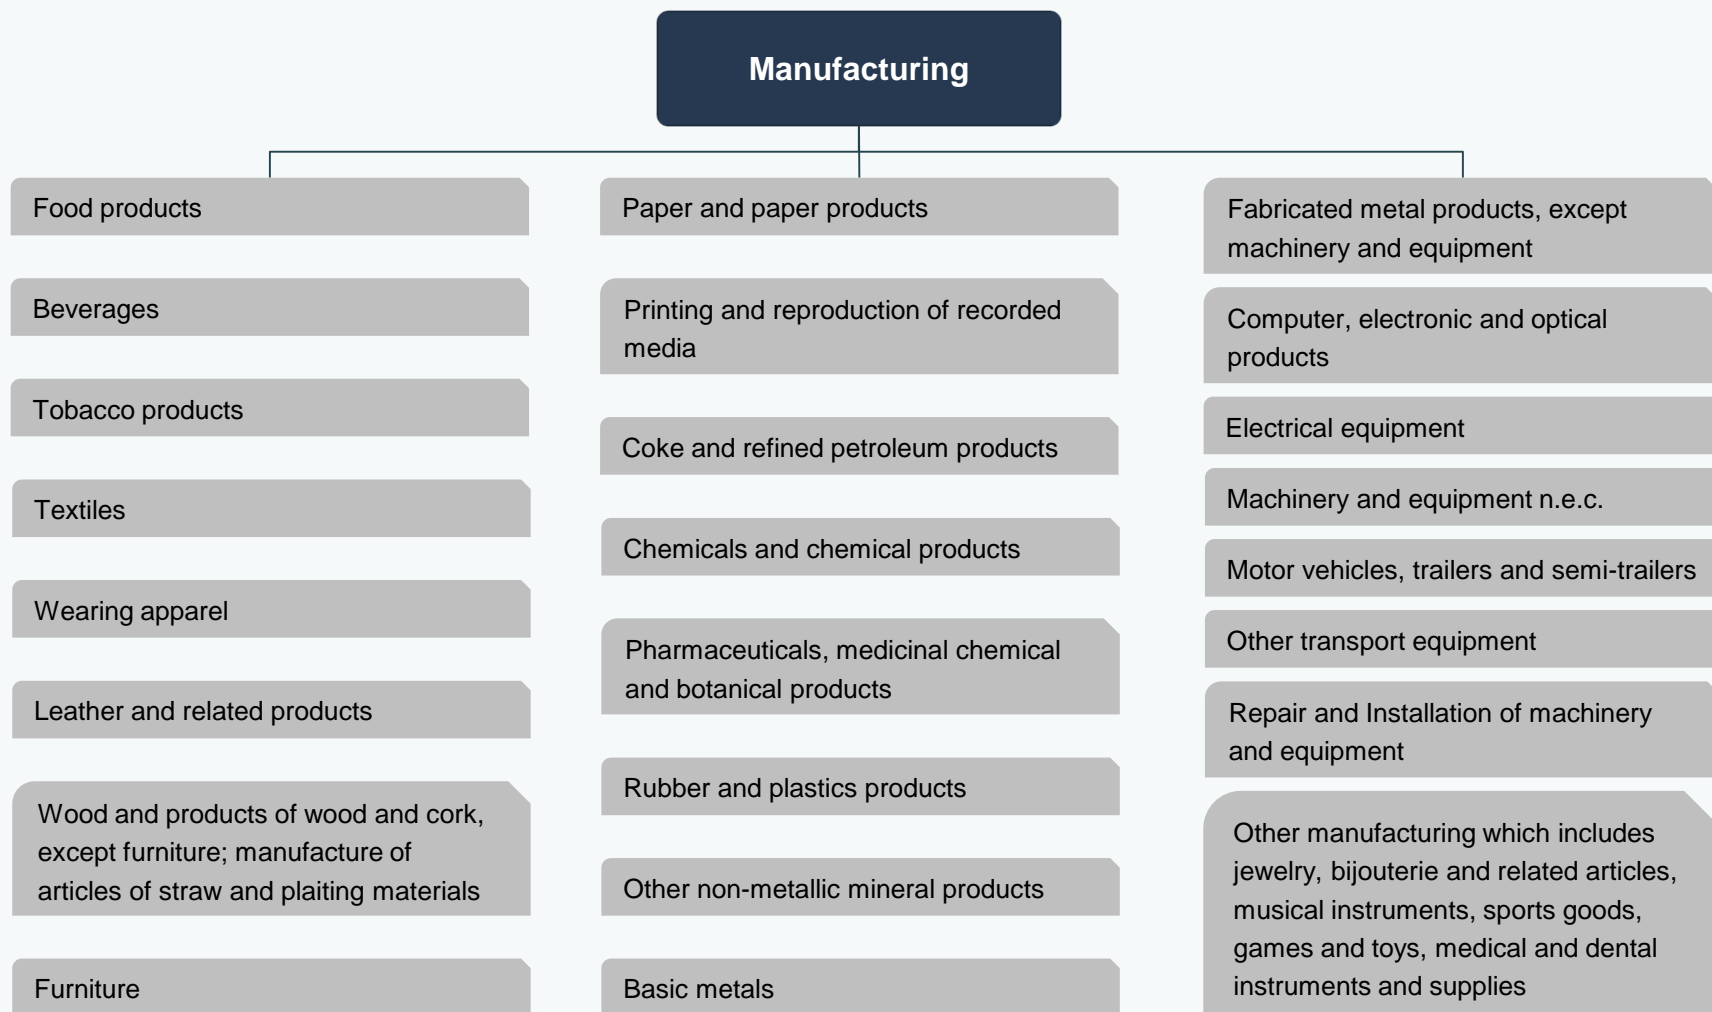 Manufacturing
Food products
Beverages
Tobacco products
Textiles
Wearing apparel
Leather and related products
Wood and products of wood and cork,
except furniture; manufacture of
articles of straw and plaiting materials
Furniture
Paper and paper products
Printing and reproduction of recorded
media
Coke and refined petroleum products
Chemicals and chemical products
Pharmaceuticals, medicinal chemical
and botanical products
Rubber and plastics products
Other non-metallic mineral products
Basic metals
Fabricated metal products, except
machinery and equipment
Computer, electronic and optical
products
Electrical equipment
Machinery and equipment n.e.c.
Motor vehicles, trailers and semi-trailers
Other transport equipment
Repair and Installation of machinery
and equipment
Other manufacturing which includes
jewelry, bijouterie and related articles,
musical instruments, sports goods,
games and toys, medical and dental
instruments and supplies